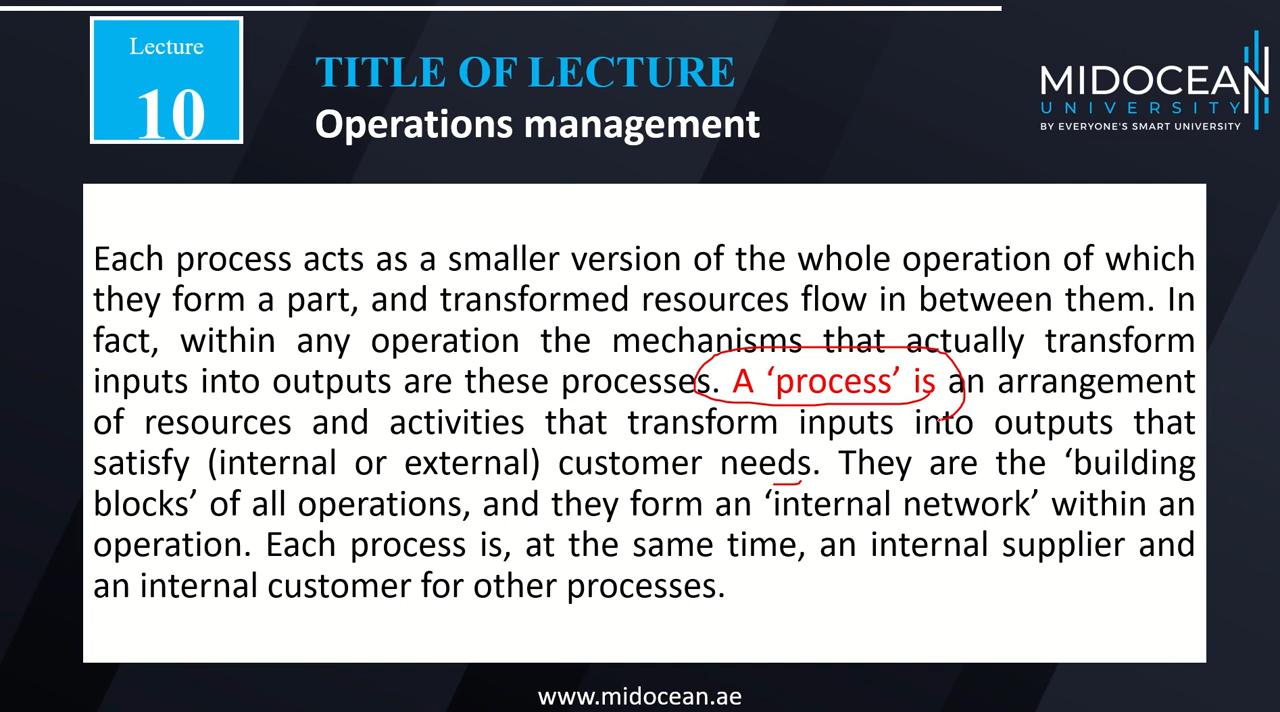 Lecture
10
TITLE OF LECTURE
Operations management
MIDOCEAN
UNIVERSITY
BY EVERYONE'S SMART UNIVERSITY
Each process acts as a smaller version of the whole operation of which
they form a part, and transformed resources flow in between them. In
fact, within any operation the mechanisms that actually transform
inputs into outputs are these processes. A ‘process’ is an arrangement
of resources and activities that transform inputs into outputs that
satisfy (internal or external) customer needs. They are the ‘building
blocks’ of all operations, and they form an ‘internal network’ within an
operation. Each process is, at the same time, an internal supplier and
an internal customer for other processes.
www.midocean.ae